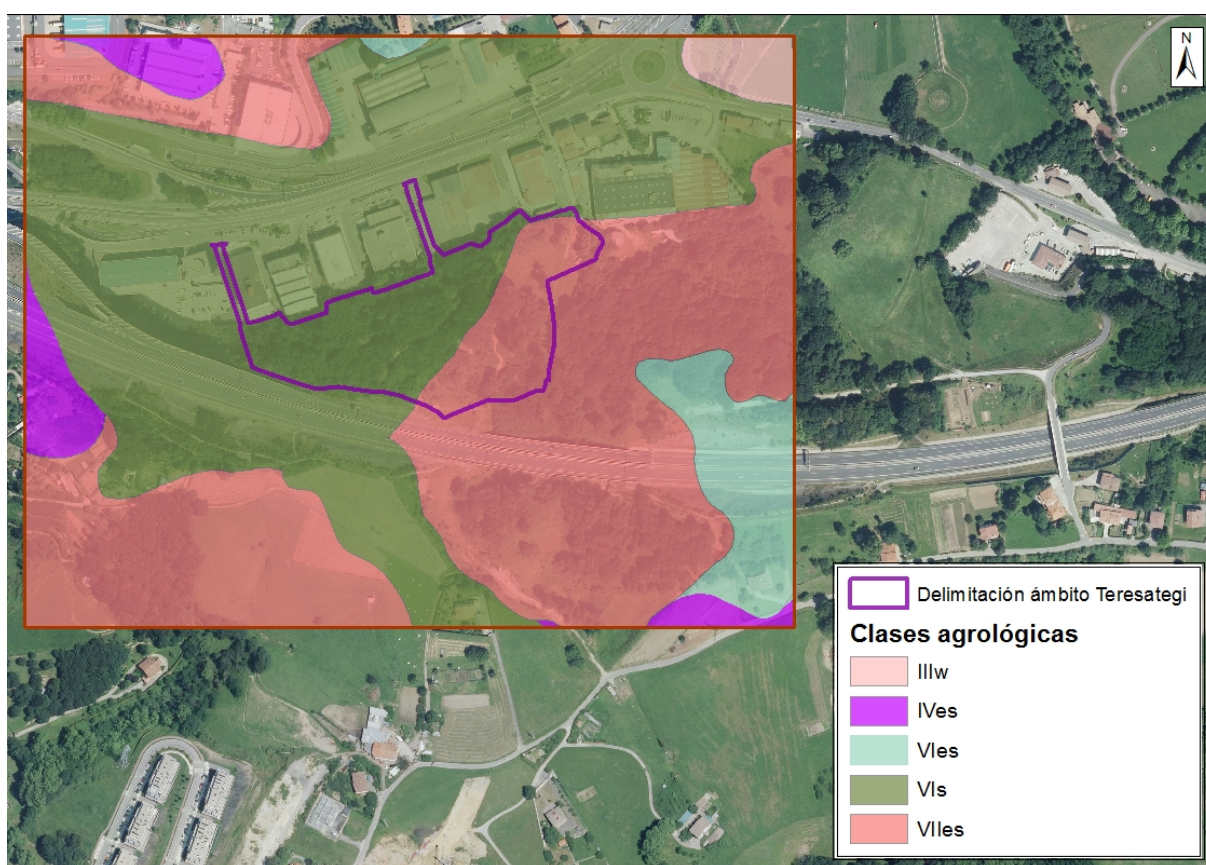 N
Delimitación ámbito Teresategi
Clases agrológicas
IIIw
IVes
VIes
VIs
VIIes